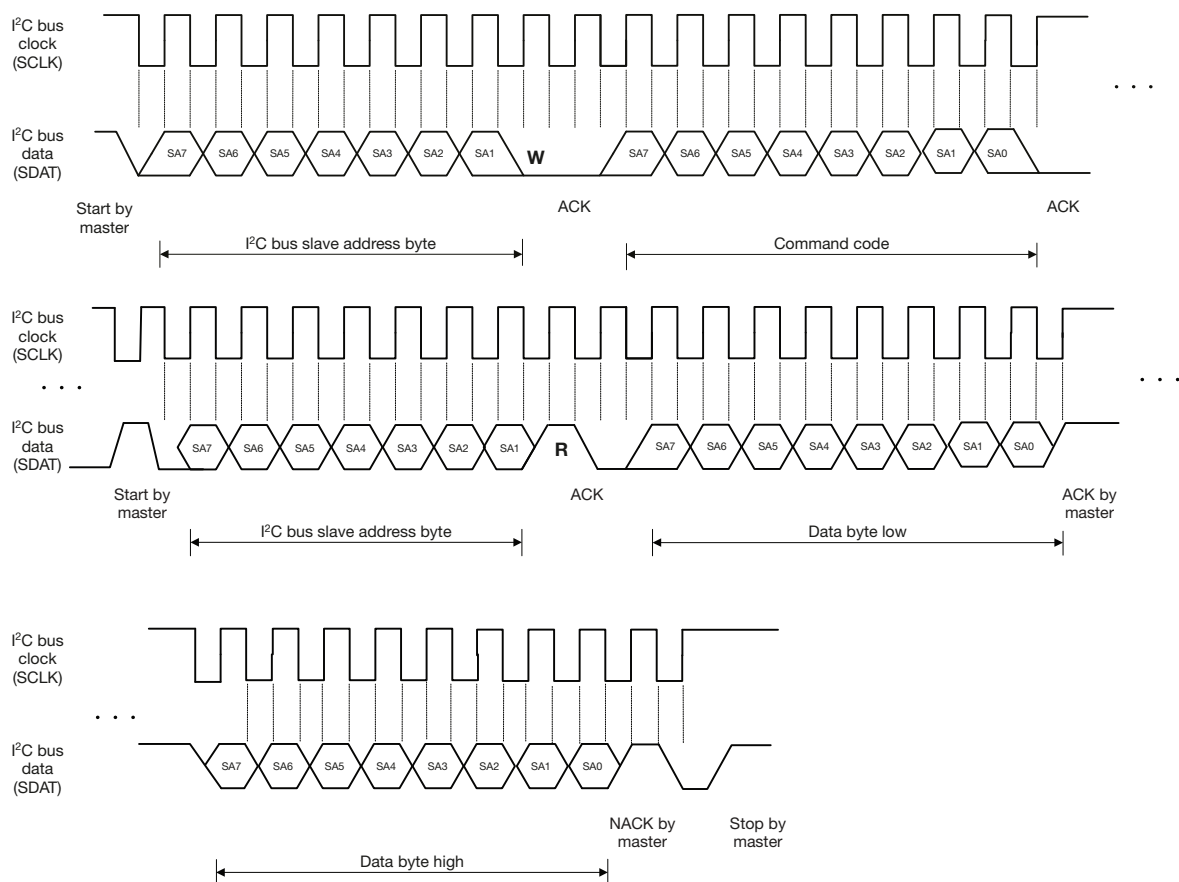 I²C bus
clock
(SCLK)
. . .
I²C bus
data
(SDAT)
SA7 SA6 SA5 SA4 SA3 SA2 SA1 W SA7 SA6 SA5 SA4 SA3 SA2 SA1 SA0
Start by
master
ACK
ACK
I²C bus slave address byte
Command code
I²C bus
clock
(SCLK)
. . .
. . .
I²C bus
data
(SDAT)
SA7 SA6 SA5 SA4 SA3 SA2 SA1 R SA7 SA6 SA5 SA4 SA3 SA2 SA1 SA0
Start by
master
ACK
ACK by
master
I²C bus slave address byte
Data byte low
I²C bus
clock
(SCLK)
. . .
I²C bus
data
(SDAT)
SA7 SA6 SA5 SA4 SA3 SA2 SA1 SA0
NACK by
master
Stop by
master
Data byte high